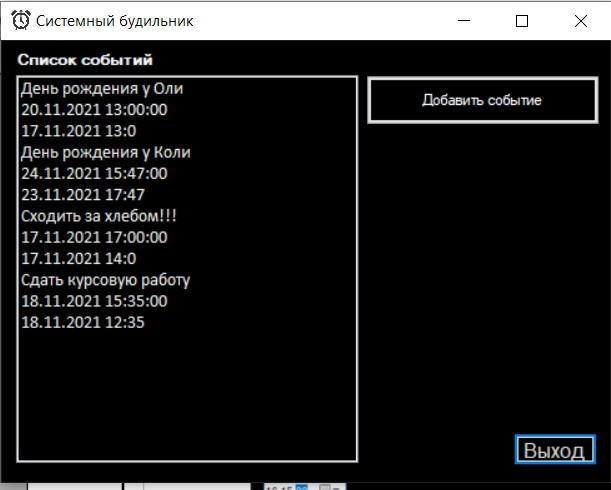 Системный будильник
Список событий
День рождения у Оли
20.11.2021 13:00:00
17.11.2021 13:0
День рождения у Коли
24.11.2021 15:47:00
23.11.2021 17:47
Сходить за хлебом!!!
17.11.2021 17:00:00
17.11.2021 14:0
Сдать курсовую работу
18.11.2021 15:35:00
18.11.2021 12:35
Добавить событие
Выход